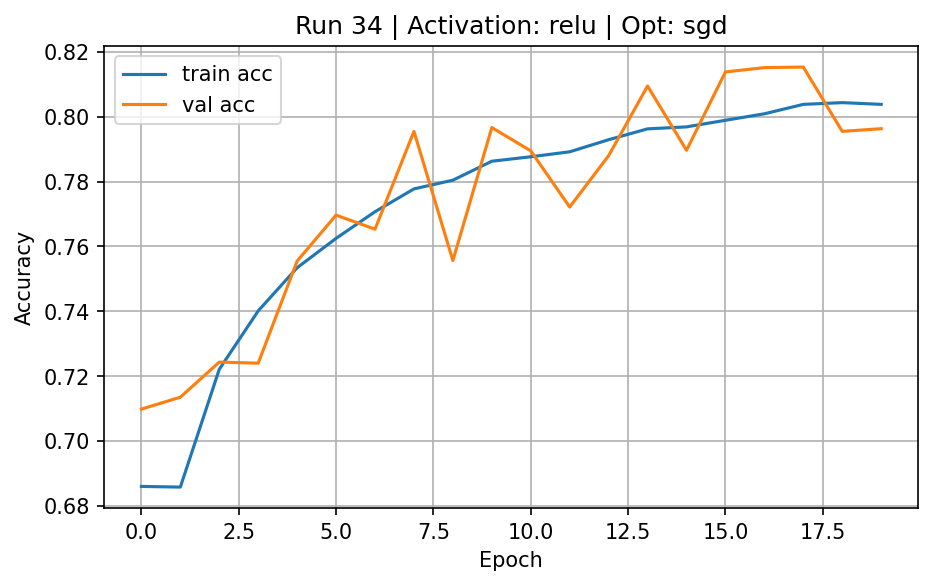 Run 34 | Activation: relu | Opt: sgd
train acc
val acc
0.82
0.80
0.78
0.76
0.74
0.72
0.70
0.68
Accuracy
0.0 2.5 5.0 7.5 10.0 12.5 15.0 17.5
Epoch